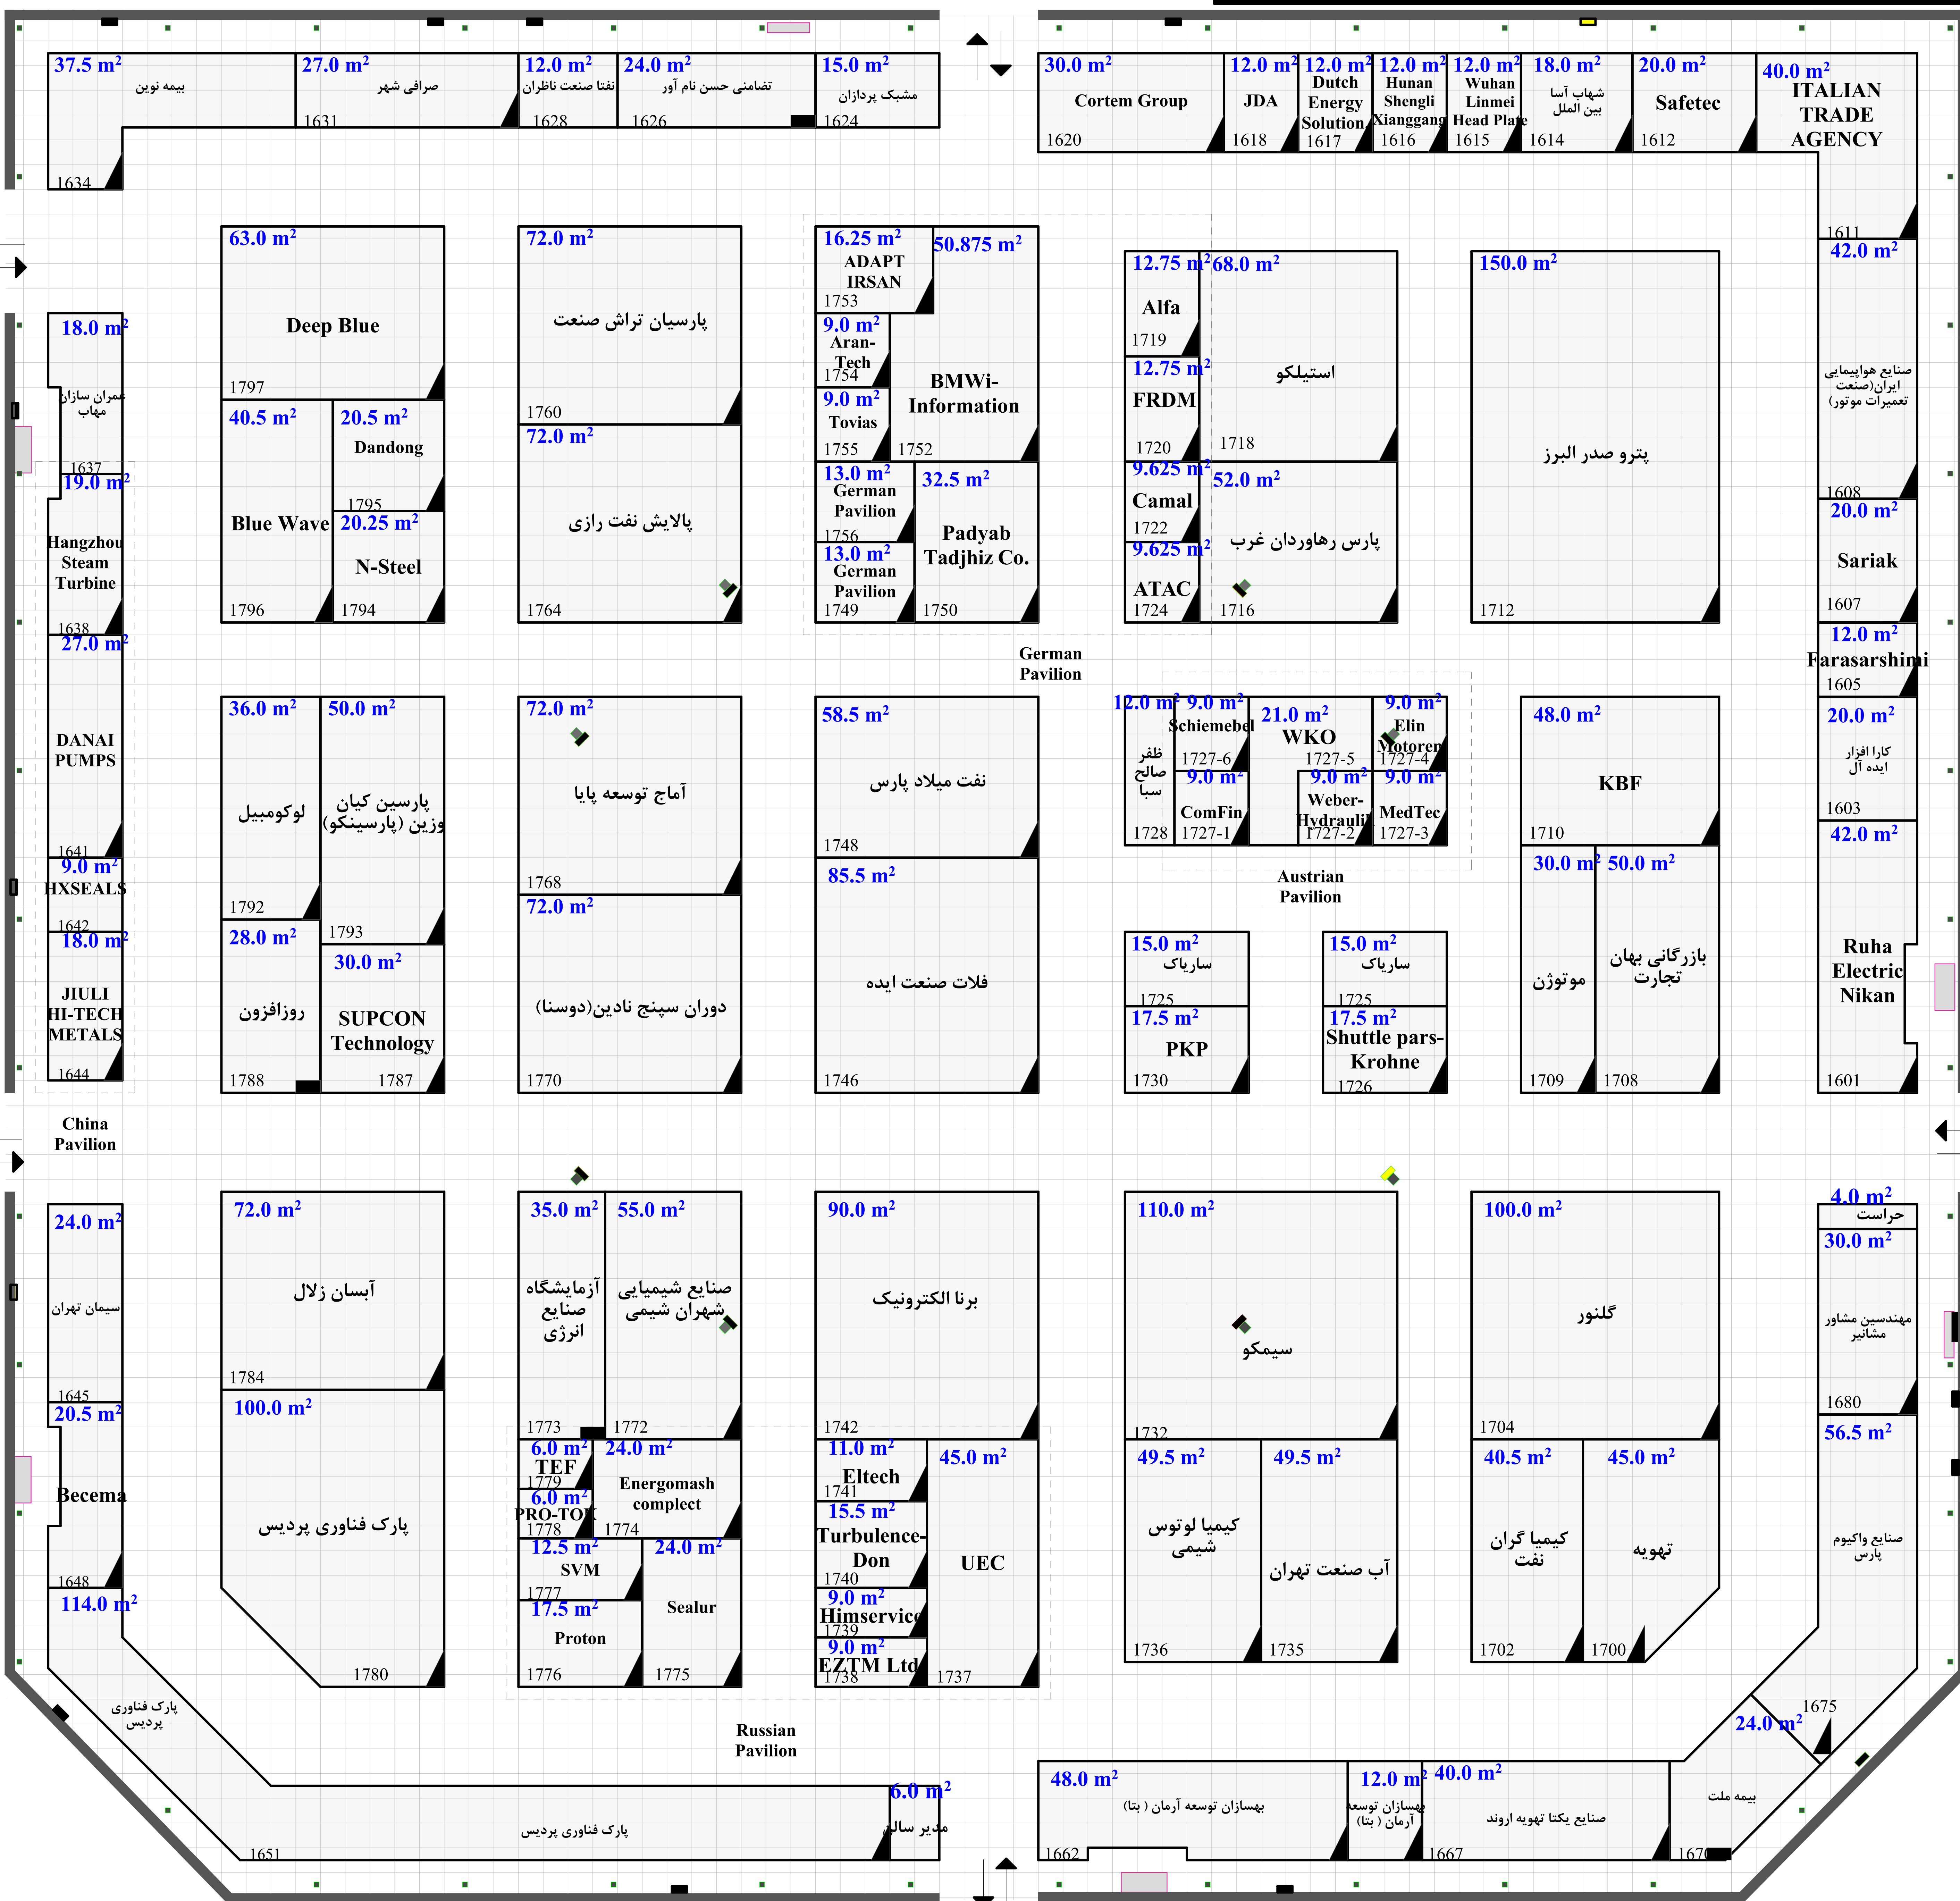 37.5 m²
بیمه نوین
1634
27.0 m²
صرافی شهر
1631
12.0 m²
نفتا صنعت ناظران
1628
24.0 m²
تضامنی حسن نام آور
1626
15.0 m²
مشبک پردازان
1624
30.0 m²
Cortem Group
1620
12.0 m²
JDA
1618
12.0 m²
Dutch
Energy
Solution
1617
12.0 m²
Hunan
Shengli
Xianggang
1616
12.0 m²
Wuhan
Linmei
Head Plate
1615
18.0 m²
شهاب آسا
بین الملل
1614
20.0 m²
Safetec
1612
40.0 m²
ITALIAN
TRADE
AGENCY
1611
63.0 m²
Deep Blue
1797
72.0 m²
پارسیان تراش صنعت
1760
16.25 m²
ADAPT
IRSAN
1753
50.875 m²
BMWi-
Information
1752
9.0 m²
Aran-
Tech
1754
9.0 m²
Tovias
1755
12.75 m²
Alfa
1719
68.0 m²
استیلکو
1718
12.75 m²
FRDM
1720
150.0 m²
پترو صدر البرز
1712
42.0 m²
صنایع هواپیمایی
ایران(صنعت
تعمیرات موتور)
1608
18.0 m²
عمران سازان
مهاب
1637
40.5 m²
Blue Wave
1796
20.5 m²
Dandong
1795
20.25 m²
N-Steel
1794
72.0 m²
پالایش نفت رازی
1764
13.0 m²
German
Pavilion
1756
13.0 m²
German
Pavilion
1749
32.5 m²
Padyab
Tadjhiz Co.
1750
9.625 m²
Camal
1722
9.625 m²
ATAC
1724
52.0 m²
پارس رهاوردان غرب
1716
20.0 m²
Sariak
1607
19.0 m²
Hangzhou
Steam
Turbine
1638
German
Pavilion
12.0 m²
Farasarshimi
1605
27.0 m²
DANAI
PUMPS
1641
36.0 m²
لوکومبیل
1792
50.0 m²
پارسین کیان
وزین (پارسینکو)
1793
72.0 m²
آماج توسعه پایا
1768
58.5 m²
نفت میلاد پارس
1748
12.0 m²
ظفر
صالح
سبا
1728
9.0 m²
Schiemebel
1727-6
21.0 m²
WKO
1727-5
9.0 m²
Elin
Motoren
1727-4
9.0 m²
ComFin
1727-1
9.0 m²
Weber-
Hydraulik
1727-2
9.0 m²
MedTec
1727-3
48.0 m²
KBF
1710
20.0 m²
کارا افزار
ایده آل
1603
Austrian
Pavilion
9.0 m²
HXSEALS
1642
18.0 m²
JIULI
HI-TECH
METALS
1644
28.0 m²
روزافزون
1788
30.0 m²
SUPCON
Technology
1787
72.0 m²
دوران سپنج نادین(دوسنا)
1770
85.5 m²
فلات صنعت ایده
1746
15.0 m²
ساریاک
1725
17.5 m²
PKP
1730
15.0 m²
ساریاک
1725
17.5 m²
Shuttle pars-
Krohne
1726
30.0 m²
موتوژن
1709
50.0 m²
بازرگانی بهان
تجارت
1708
42.0 m²
Ruha
Electric
Nikan
1601
China
Pavilion
24.0 m²
سیمان تهران
1645
72.0 m²
آبسان زلال
1784
35.0 m²
آزمایشگاه
صنایع
انرژی
1773
55.0 m²
صنایع شیمیایی
شهران شیمی
1772
90.0 m²
برنا الکترونیک
1742
110.0 m²
سیمکو
1732
100.0 m²
گلنور
1704
4.0 m²
حراست
30.0 m²
مهندسین مشاور
مشانیر
1680
20.5 m²
Becema
1648
100.0 m²
پارک فناوری پردیس
1780
6.0 m²
TEF
1779
6.0 m²
PRO-TOK
1778
24.0 m²
Energomash
complect
1774
12.5 m²
SVM
1777
17.5 m²
Proton
1776
24.0 m²
Sealur
1775
11.0 m²
Eltech
1741
15.5 m²
Turbulence-
Don
1740
9.0 m²
Himservice
1739
9.0 m²
EZTM Ltd
1738
45.0 m²
UEC
1737
49.5 m²
کیمیا لوتوس
شیمی
1736
49.5 m²
آب صنعت تهران
1735
40.5 m²
کیمیا گران
نفت
1702
45.0 m²
تهویه
1700
56.5 m²
صنایع واکیوم
پارس
1675
Russian
Pavilion
114.0 m²
پارک فناوری
پردیس
پارک فناوری پردیس
1651
6.0 m²
مدیر سالن
48.0 m²
بهسازان توسعه آرمان ( بتا)
1662
12.0 m²
بهسازان توسعه
آرمان ( بتا)
40.0 m²
صنایع یکتا تهویه اروند
1667
24.0 m²
بیمه ملت
1670